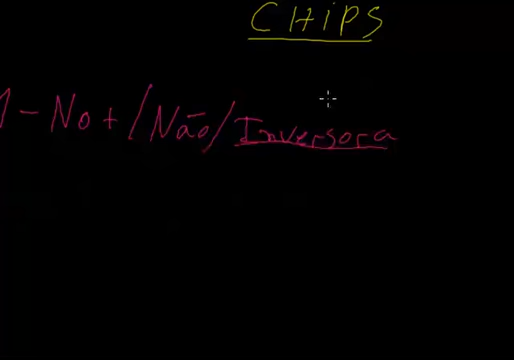 CHIPS
1 - Not / Não / Inversora